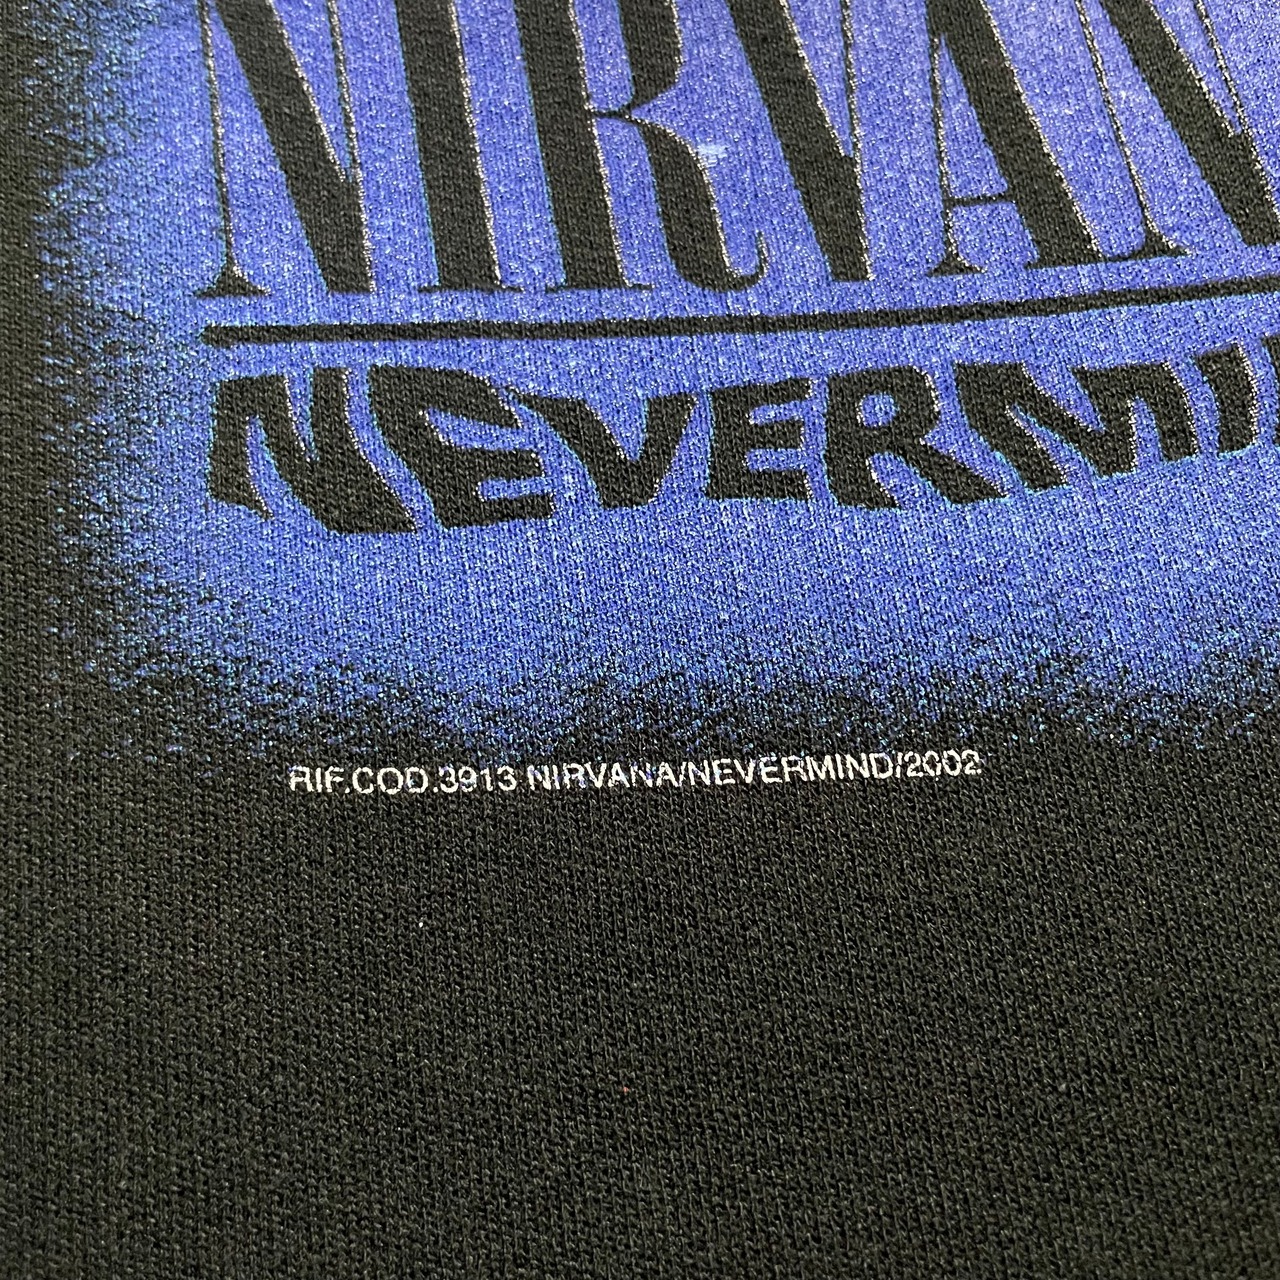 NIRVAN
NEVERMI
RIF.COD.3913 NIRVANA/NEVERMIND/2002